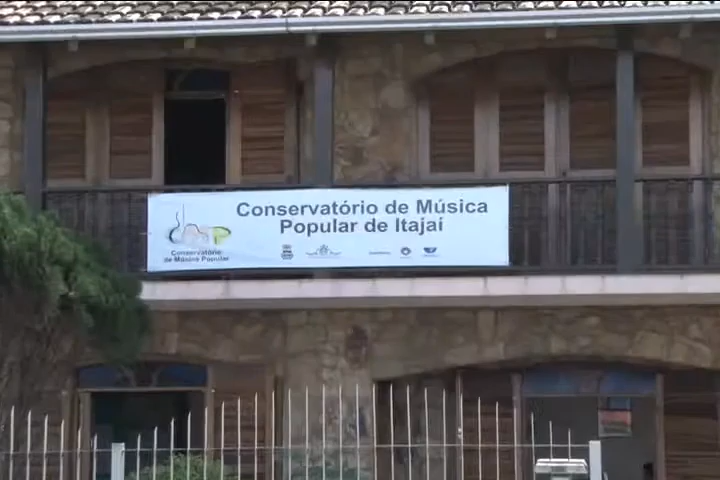 Conservatório de Música
Popular de Itajaí
Conservatório
de Música Popular